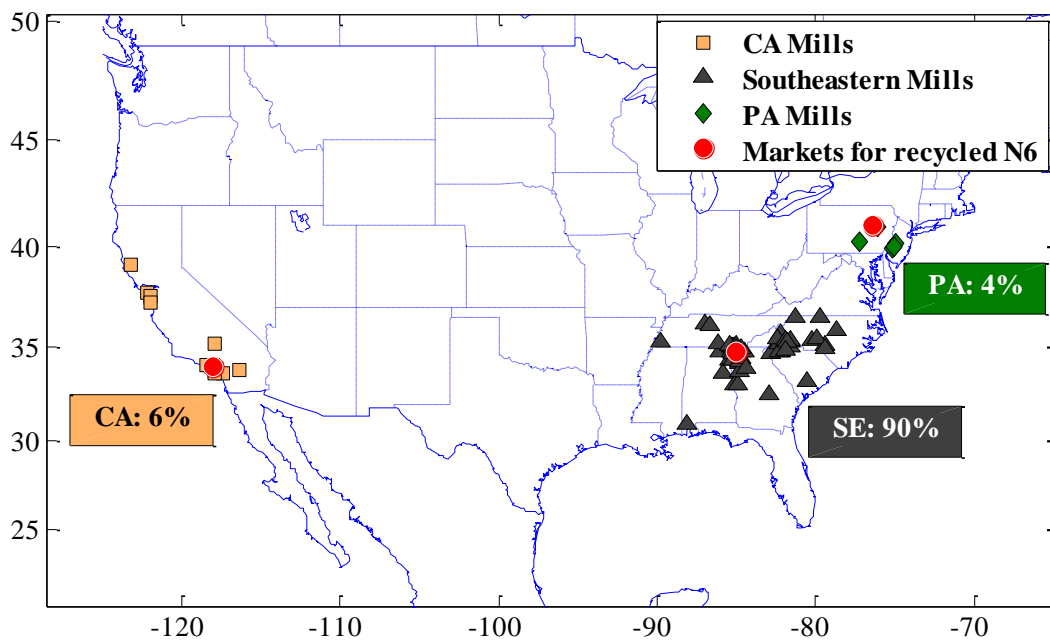 50
45
40
35
30
25
CA Mills
Southeastern Mills
PA Mills
Markets for recycled N6
PA: 4%
CA: 6%
SE: 90%
-120
-110
-100
-90
-80
-70